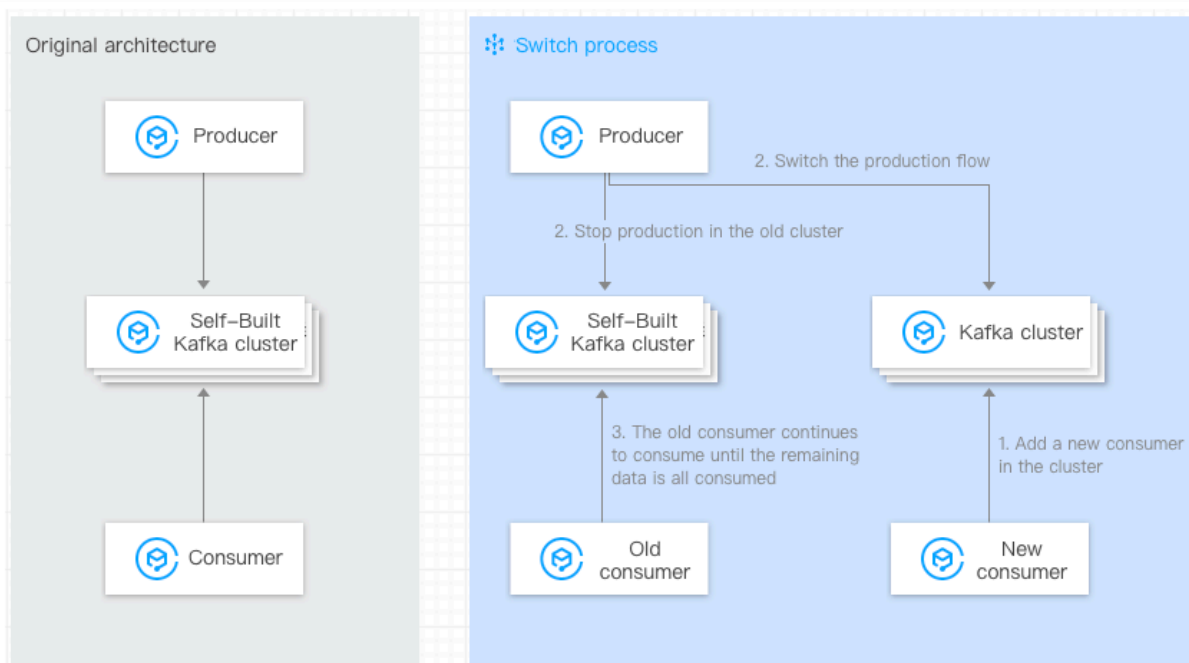 Original architecture
Producer
Self-Built
Kafka cluster
Consumer
Switch process
Producer
2. Switch the production flow
2. Stop production in the old cluster
Self-Built
Kafka cluster
Kafka cluster
3. The old consumer continues
to consume until the remaining
data is all consumed
1. Add a new consumer
in the cluster
Old
consumer
New
consumer